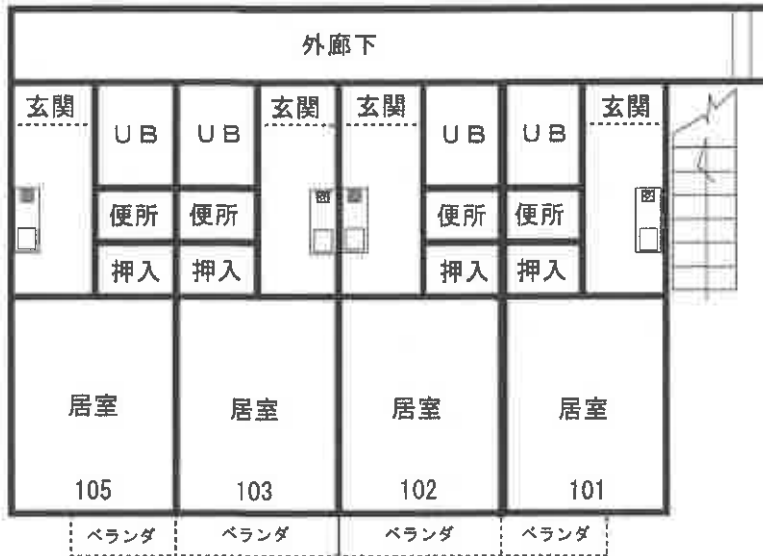 外廊下
玄関 UB UB 玄関 玄関 UB UB 玄関
便所 便所 便所 便所
押入 押入 押入 押入
居室 居室 居室 居室
105 103 102 101
ベランダ ベランダ ベランダ ベランダ